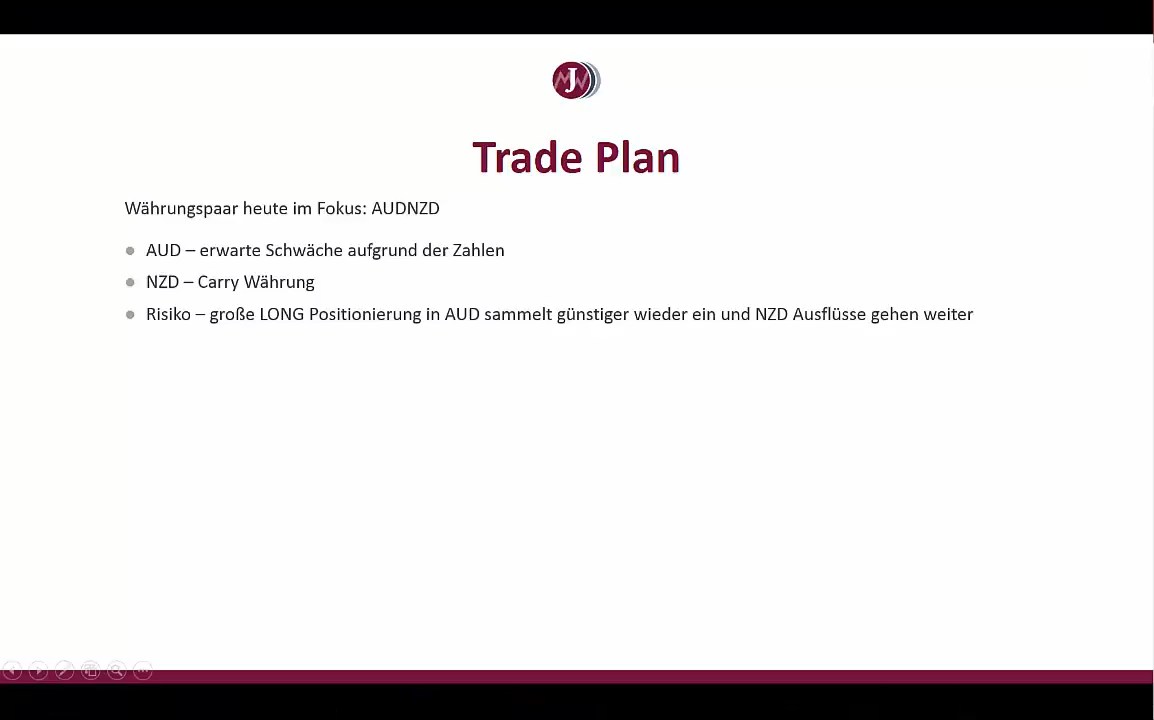 J
Trade Plan
Währungspaar heute im Fokus: AUDNZD
AUD – erwarte Schwäche aufgrund der Zahlen
NZD – Carry Währung
Risiko – große LONG Positionierung in AUD sammelt günstiger wieder ein und NZD Ausflüsse gehen weiter